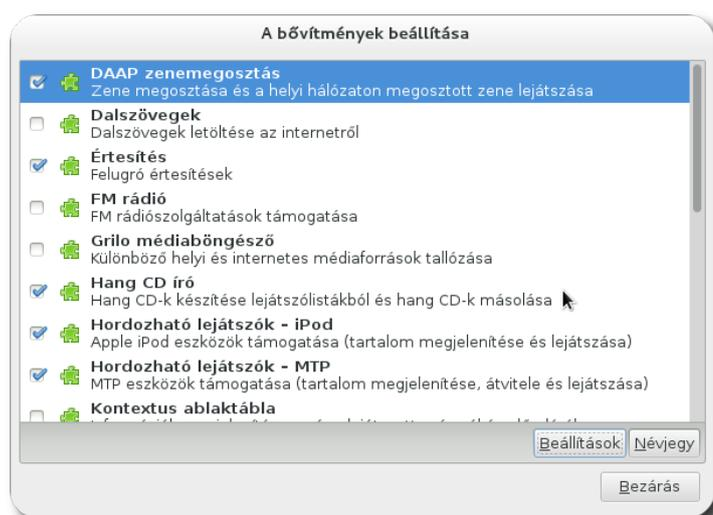 A bővítmények beállítása
DAAP zenemegosztás
Zene megosztása és a helyi hálózaton megosztott zene lejátszása
Dalszövegek
Dalszövegek letöltése az internetről
Értesítés
Felugró értesítések
FM rádió
FM rádiószolgáltatások támogatása
Grilo médiaböngésző
Különböző helyi és internetes médiaforrások tallózása
Hang CD író
Hang CD-k készítése lejátszólistákból és hang CD-k másolása
Hordozható lejátszók - iPod
Apple iPod eszközök támogatása (tartalom megjelenítése és lejátszása)
Hordozható lejátszók - MTP
MTP eszközök támogatása (tartalom megjelenítése, átvitele és lejátszása)
Kontextus ablaktábla
Beállítások Névjegy
Bezárás